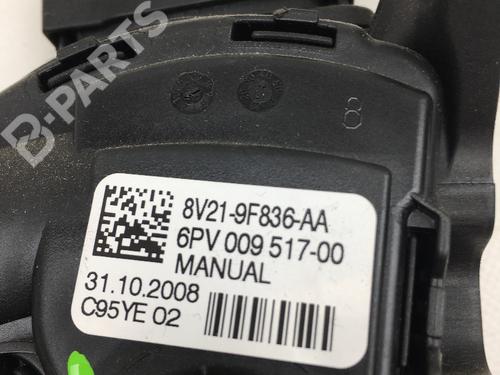 B-PARTS
8
8V21-9F836-AA
6PV 009 517-00
MANUAL
31.10.2008
C95YE 02